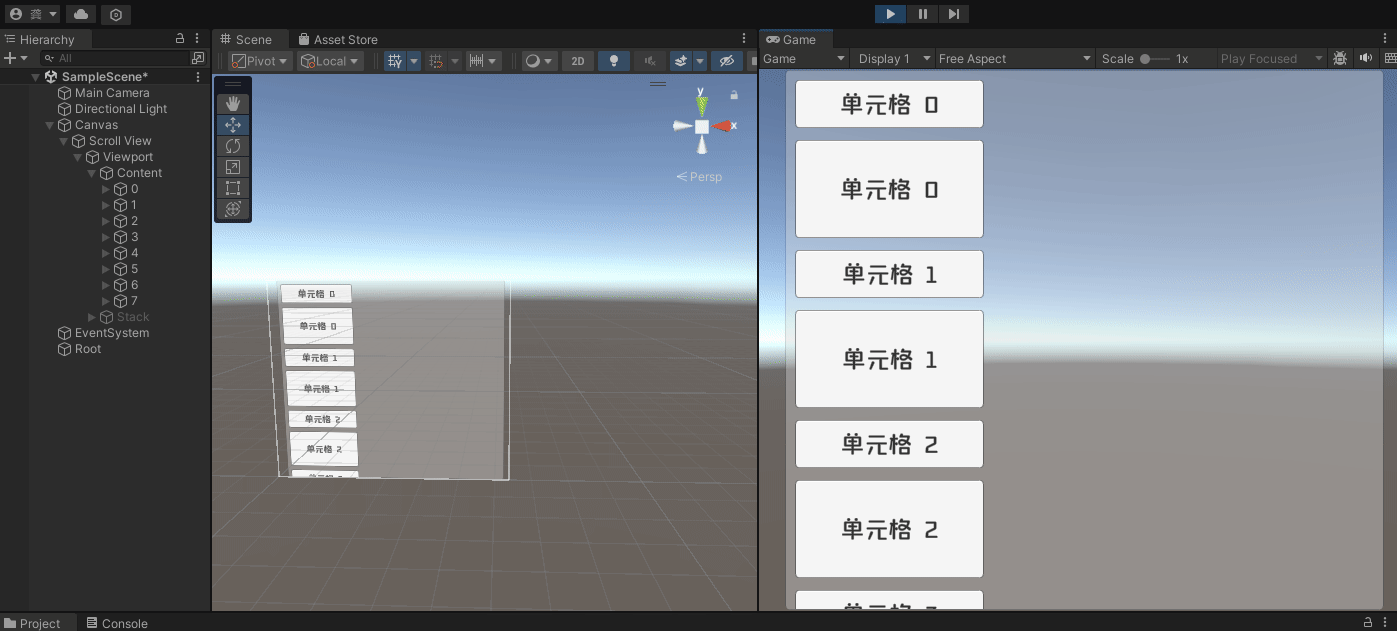 龚
Hierarchy
All
SampleScene*
Main Camera
Directional Light
Canvas
Scroll View
Viewport
Content
0
1
2
3
4
5
6
7
Stack
EventSystem
Root
Scene
Asset Store
Pivot
Local
2D
y
x
Persp
单元格 0
单元格 0
单元格 1
单元格 1
单元格 2
单元格 2
Game
Game
Display 1
Free Aspect
Scale
1x
Play Focused
单元格 0
单元格 0
单元格 1
单元格 1
单元格 2
单元格 2
Project
Console